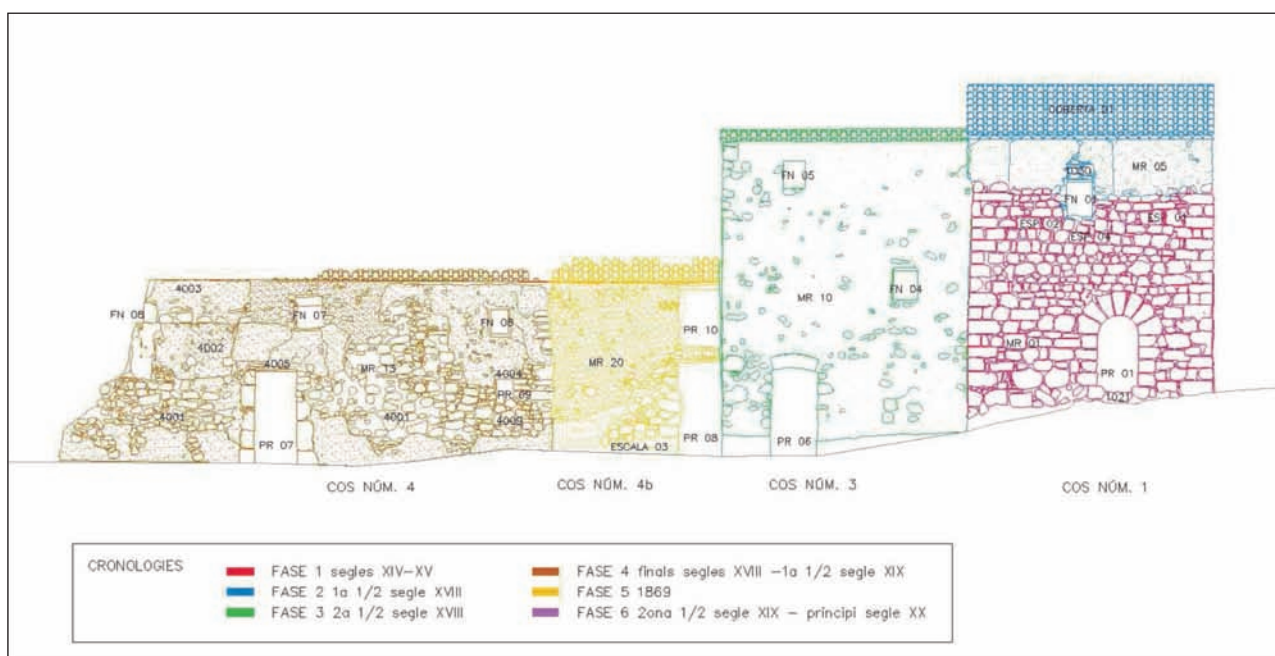 COBERTA 01
1050
MR 05
FN 05
FN 01
ESP 02
ESP 01
ESP 04
4003
FN 08
FN 07
FN 08
FN 04
MR 10
PR 10
4002
4005
MR 13
MR 20
MR 01
4004
PR 01
PR 09
4001
4001
4009
1021
PR 07
ESCALA 03
PR 08
PR 06
COS NÚM. 4
COS NÚM. 4b
COS NÚM. 3
COS NÚM. 1
CRONOLOGIES
FASE 1 segles XIV–XV
FASE 2 1a 1/2 segle XVIII
FASE 3 2a 1/2 segle XVIII
FASE 4 finals segles XVIII –1a 1/2 segle XIX
FASE 5 1869
FASE 6 2ona 1/2 segle XIX – principi segle XX